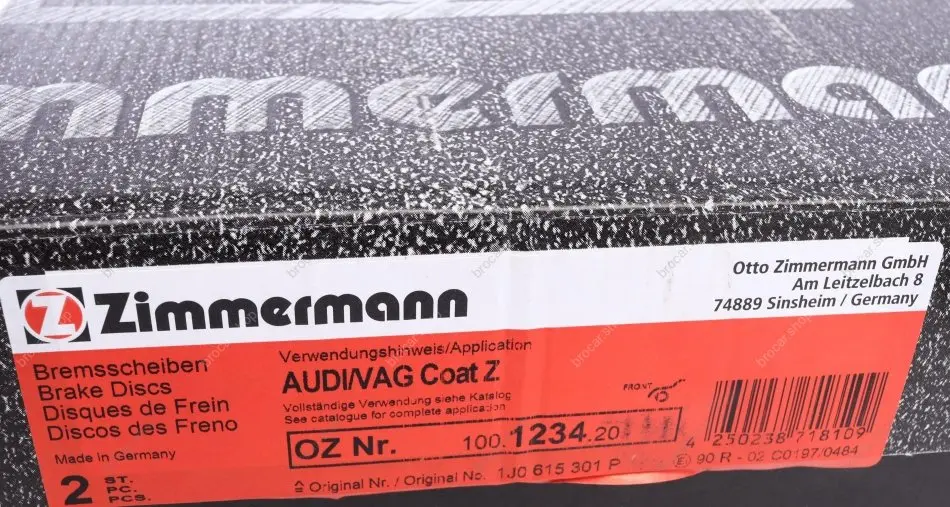 mmermann
Zimmermann
Otto Zimmermann GmbH
Am Leitzelbach 8
74889 Sinsheim / Germany
Bremsscheiben
Brake Discs
Disques de Frein
Discos des Freno
Made in Germany
2 ST.
PC.
PCS.
Verwendungshinweis/Application
AUDI/VAG Coat Z
Vollständige Verwendung siehe Katalog
See catalogue for complete application
OZ Nr. 100.1234.20
≙ Original Nr. / Original No. 1J0 615 301 P
FRONT
4 250238 718109
E 90 R - 02 C0197/0484
brocar.shop